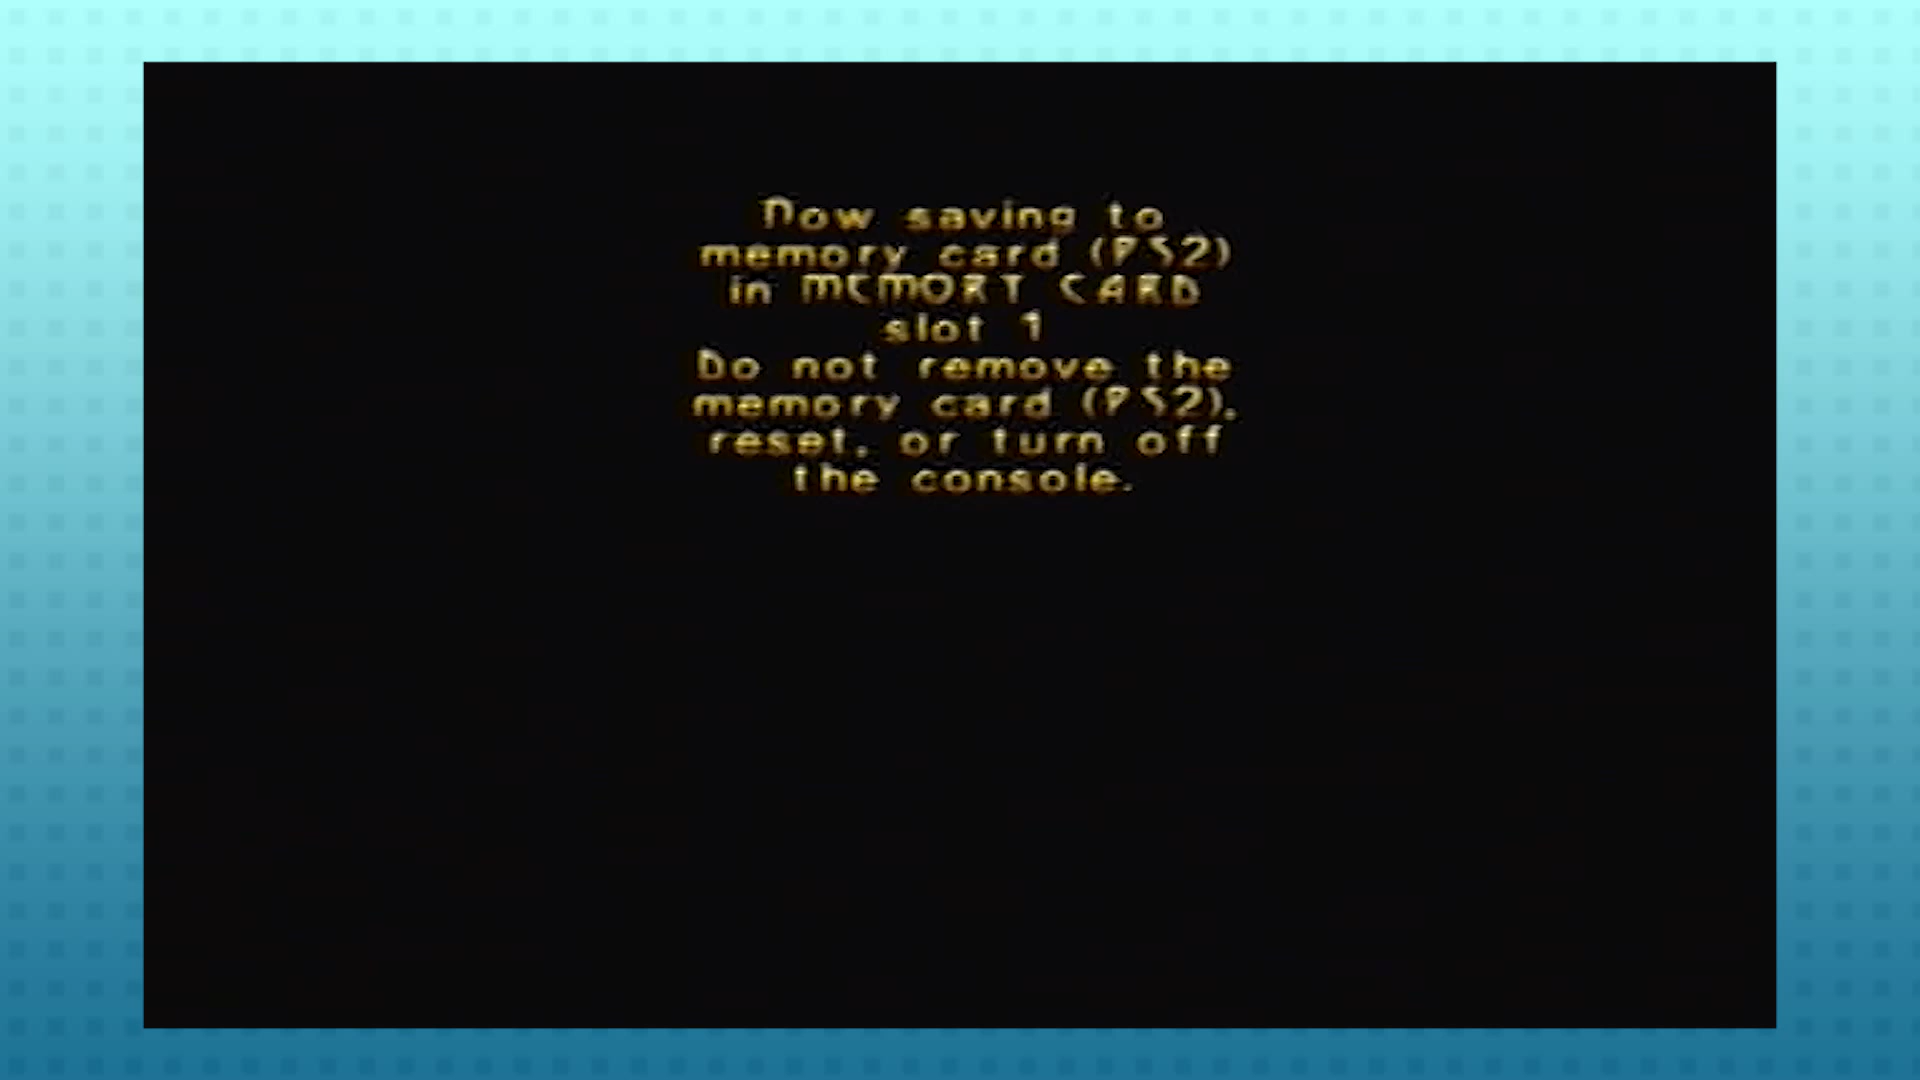 Now saving to
memory card (PS2)
in MEMORY CARD
slot 1
Do not remove the
memory card (PS2),
reset, or turn off
the console.